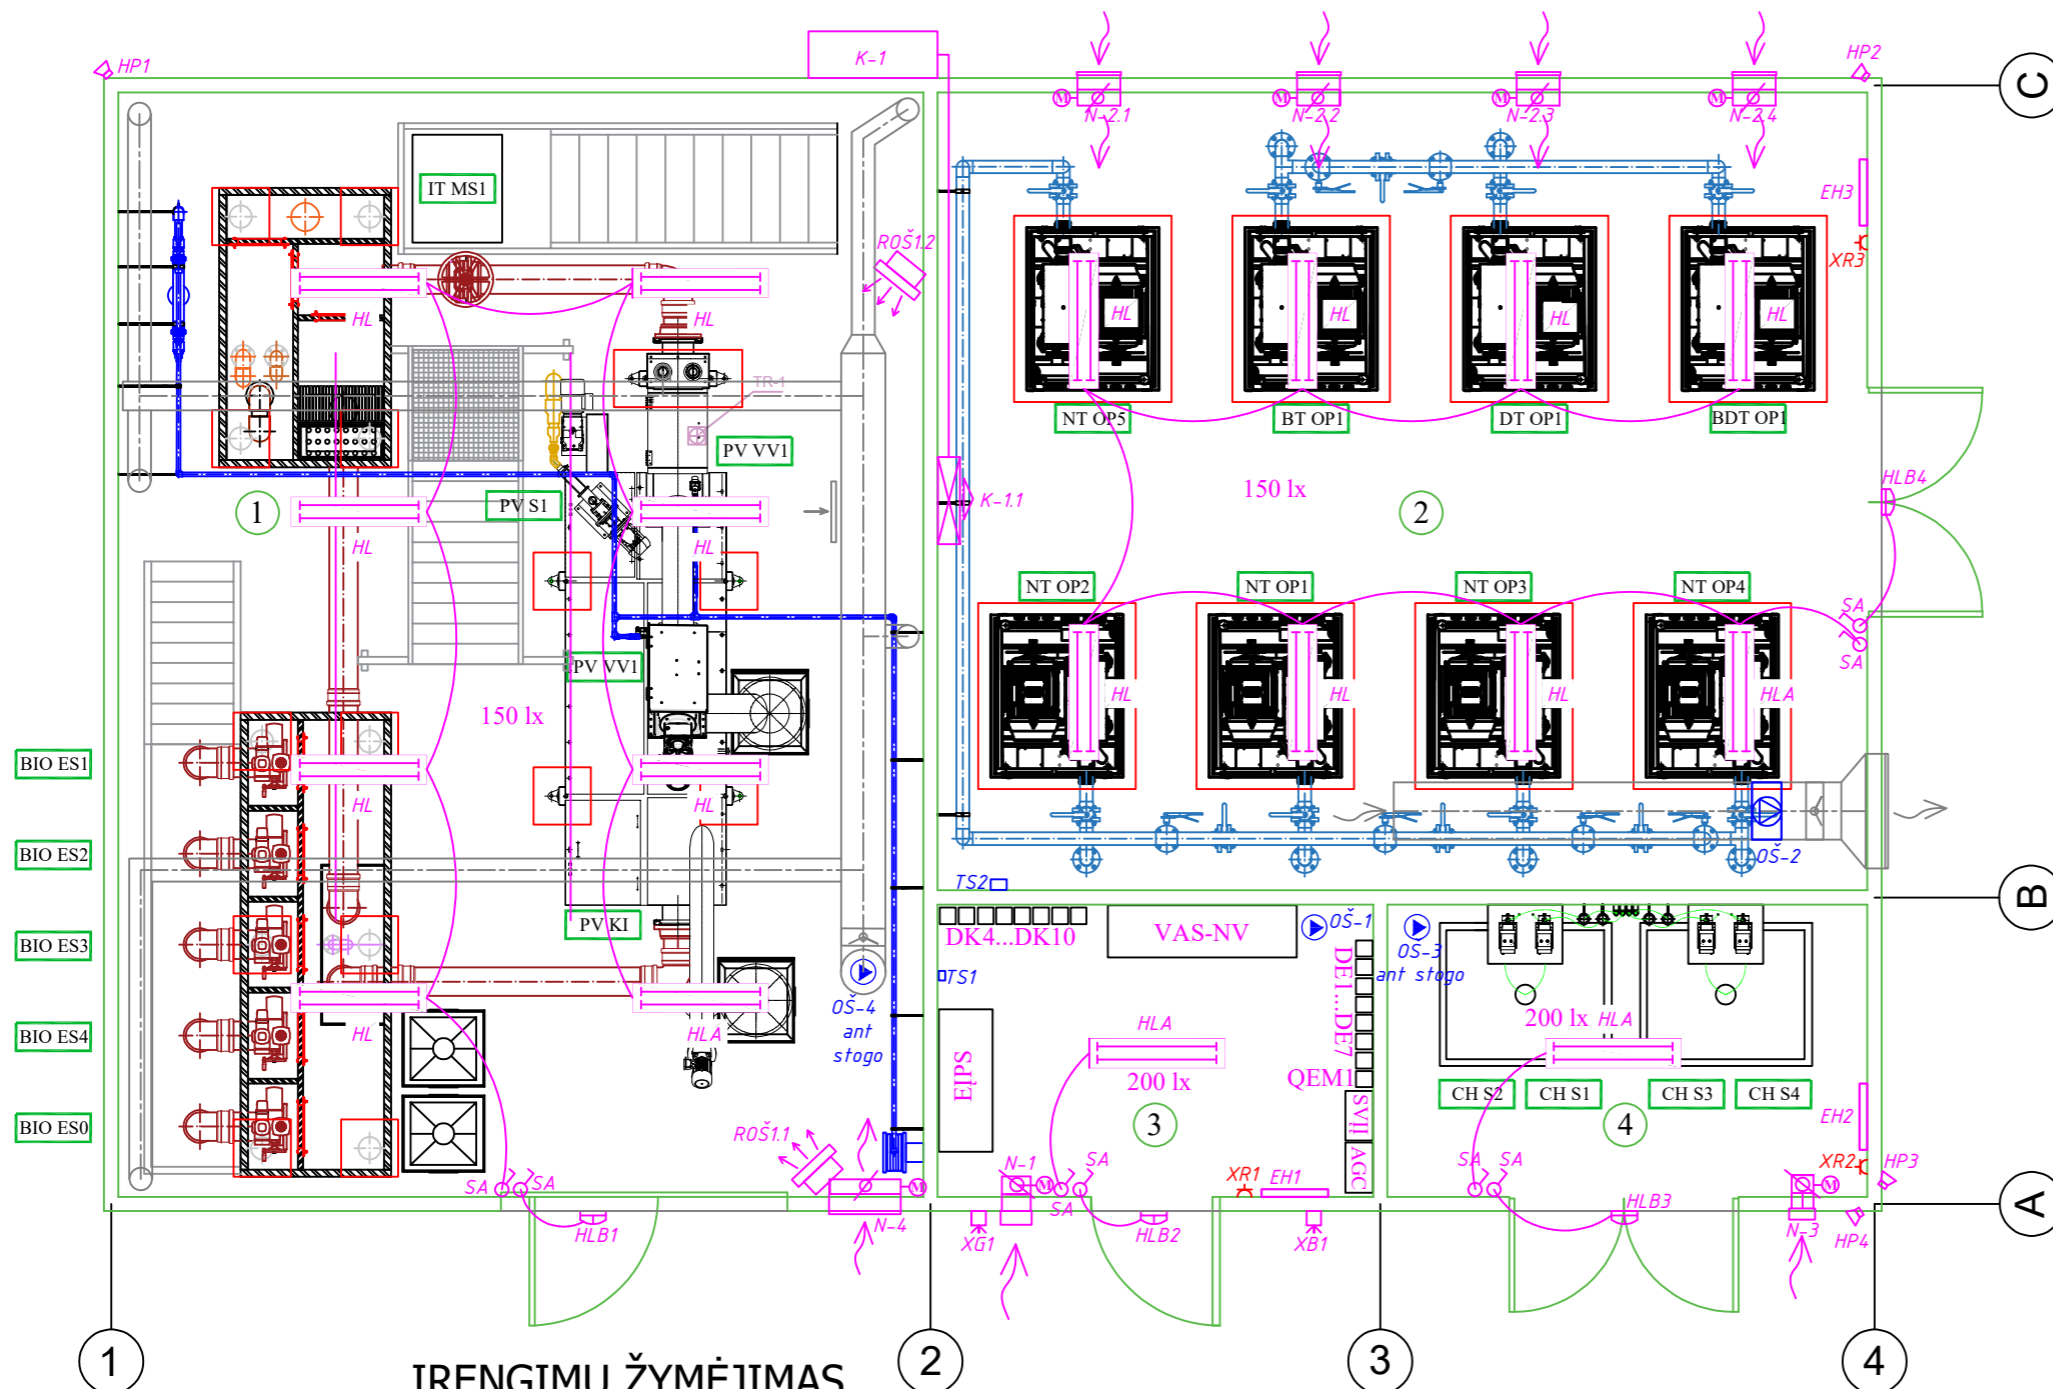 HP1
K-1
HP2
C
N-2.1
N-2.2
N-2.3
N-2.4
IT MS1
EH3
ROŠ1.2
XR3
HL
HL
HL
HL
HL
HL
TR-1
NT OP5
BT OP1
DT OP1
BDT OP1
PV VV1
HLB4
150 lx
K-1.1
PV S1
1
2
HL
HL
NT OP2
NT OP1
NT OP3
NT OP4
SA
SA
PV VV1
HL
HL
HL
HLA
150 lx
BIO ES1
HL
HL
BIO ES2
OŠ-2
TS2
B
PV KI
DK4...DK10
VAS-NV
OŠ-1
OŠ-3
ant stogo
BIO ES3
TS1
DE1...DE7
OŠ-4
ant
stogo
BIO ES4
HL
HLA
HLA
200 lx
200 lx HLA
EIPS
QEM1
CH S2
CH S1
CH S3
CH S4
SVĮĮ
3
4
EH2
BIO ES0
ROŠ1.1
AGC
SA
SA
N-1
SA
SA
XR1
EH1
SA
SA
XR2
HP3
A
HLB1
N-4
XG1
HLB2
XB1
HLB3
N-3
HP4
1
2
3
4
ĮRENGIMŲ ŽYMĖJIMAS